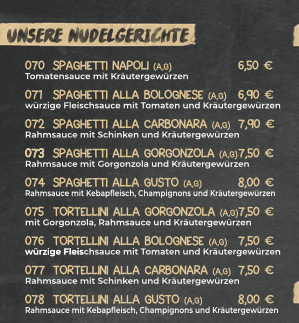 UNSERE NUDELGERICHTE
070 SPAGHETTI NAPOLI (A,G) 6,50 €
Tomatensauce mit Kräutergewürzen
071 SPAGHETTI ALLA BOLOGNESE (A,G) 6,90 €
würzige Fleischsauce mit Tomaten und Kräutergewürzen
072 SPAGHETTI ALLA CARBONARA (A,G) 7,90 €
Rahmsauce mit Schinken und Kräutergewürzen
073 SPAGHETTI ALLA GORGONZOLA (A,G) 7,50 €
Rahmsauce mit Gorgonzola und Kräutergewürzen
074 SPAGHETTI ALLA GUSTO (A,G) 8,00 €
Rahmsauce mit Kebapfleisch, Champignons und Kräutergewürzen
075 TORTELLINI ALLA GORGONZOLA (A,G) 7,50 €
mit Gorgonzola, Rahmsauce und Kräutergewürzen
076 TORTELLINI ALLA BOLOGNESE (A,G) 7,50 €
würzige Fleischsauce mit Tomaten und Kräutergewürzen
077 TORTELLINI ALLA CARBONARA (A,G) 7,50 €
Rahmsauce mit Schinken und Kräutergewürzen
078 TORTELLINI ALLA GUSTO (A,G) 8,00 €
Rahmsauce mit Kebapfleisch, Champignons und Kräutergewürzen